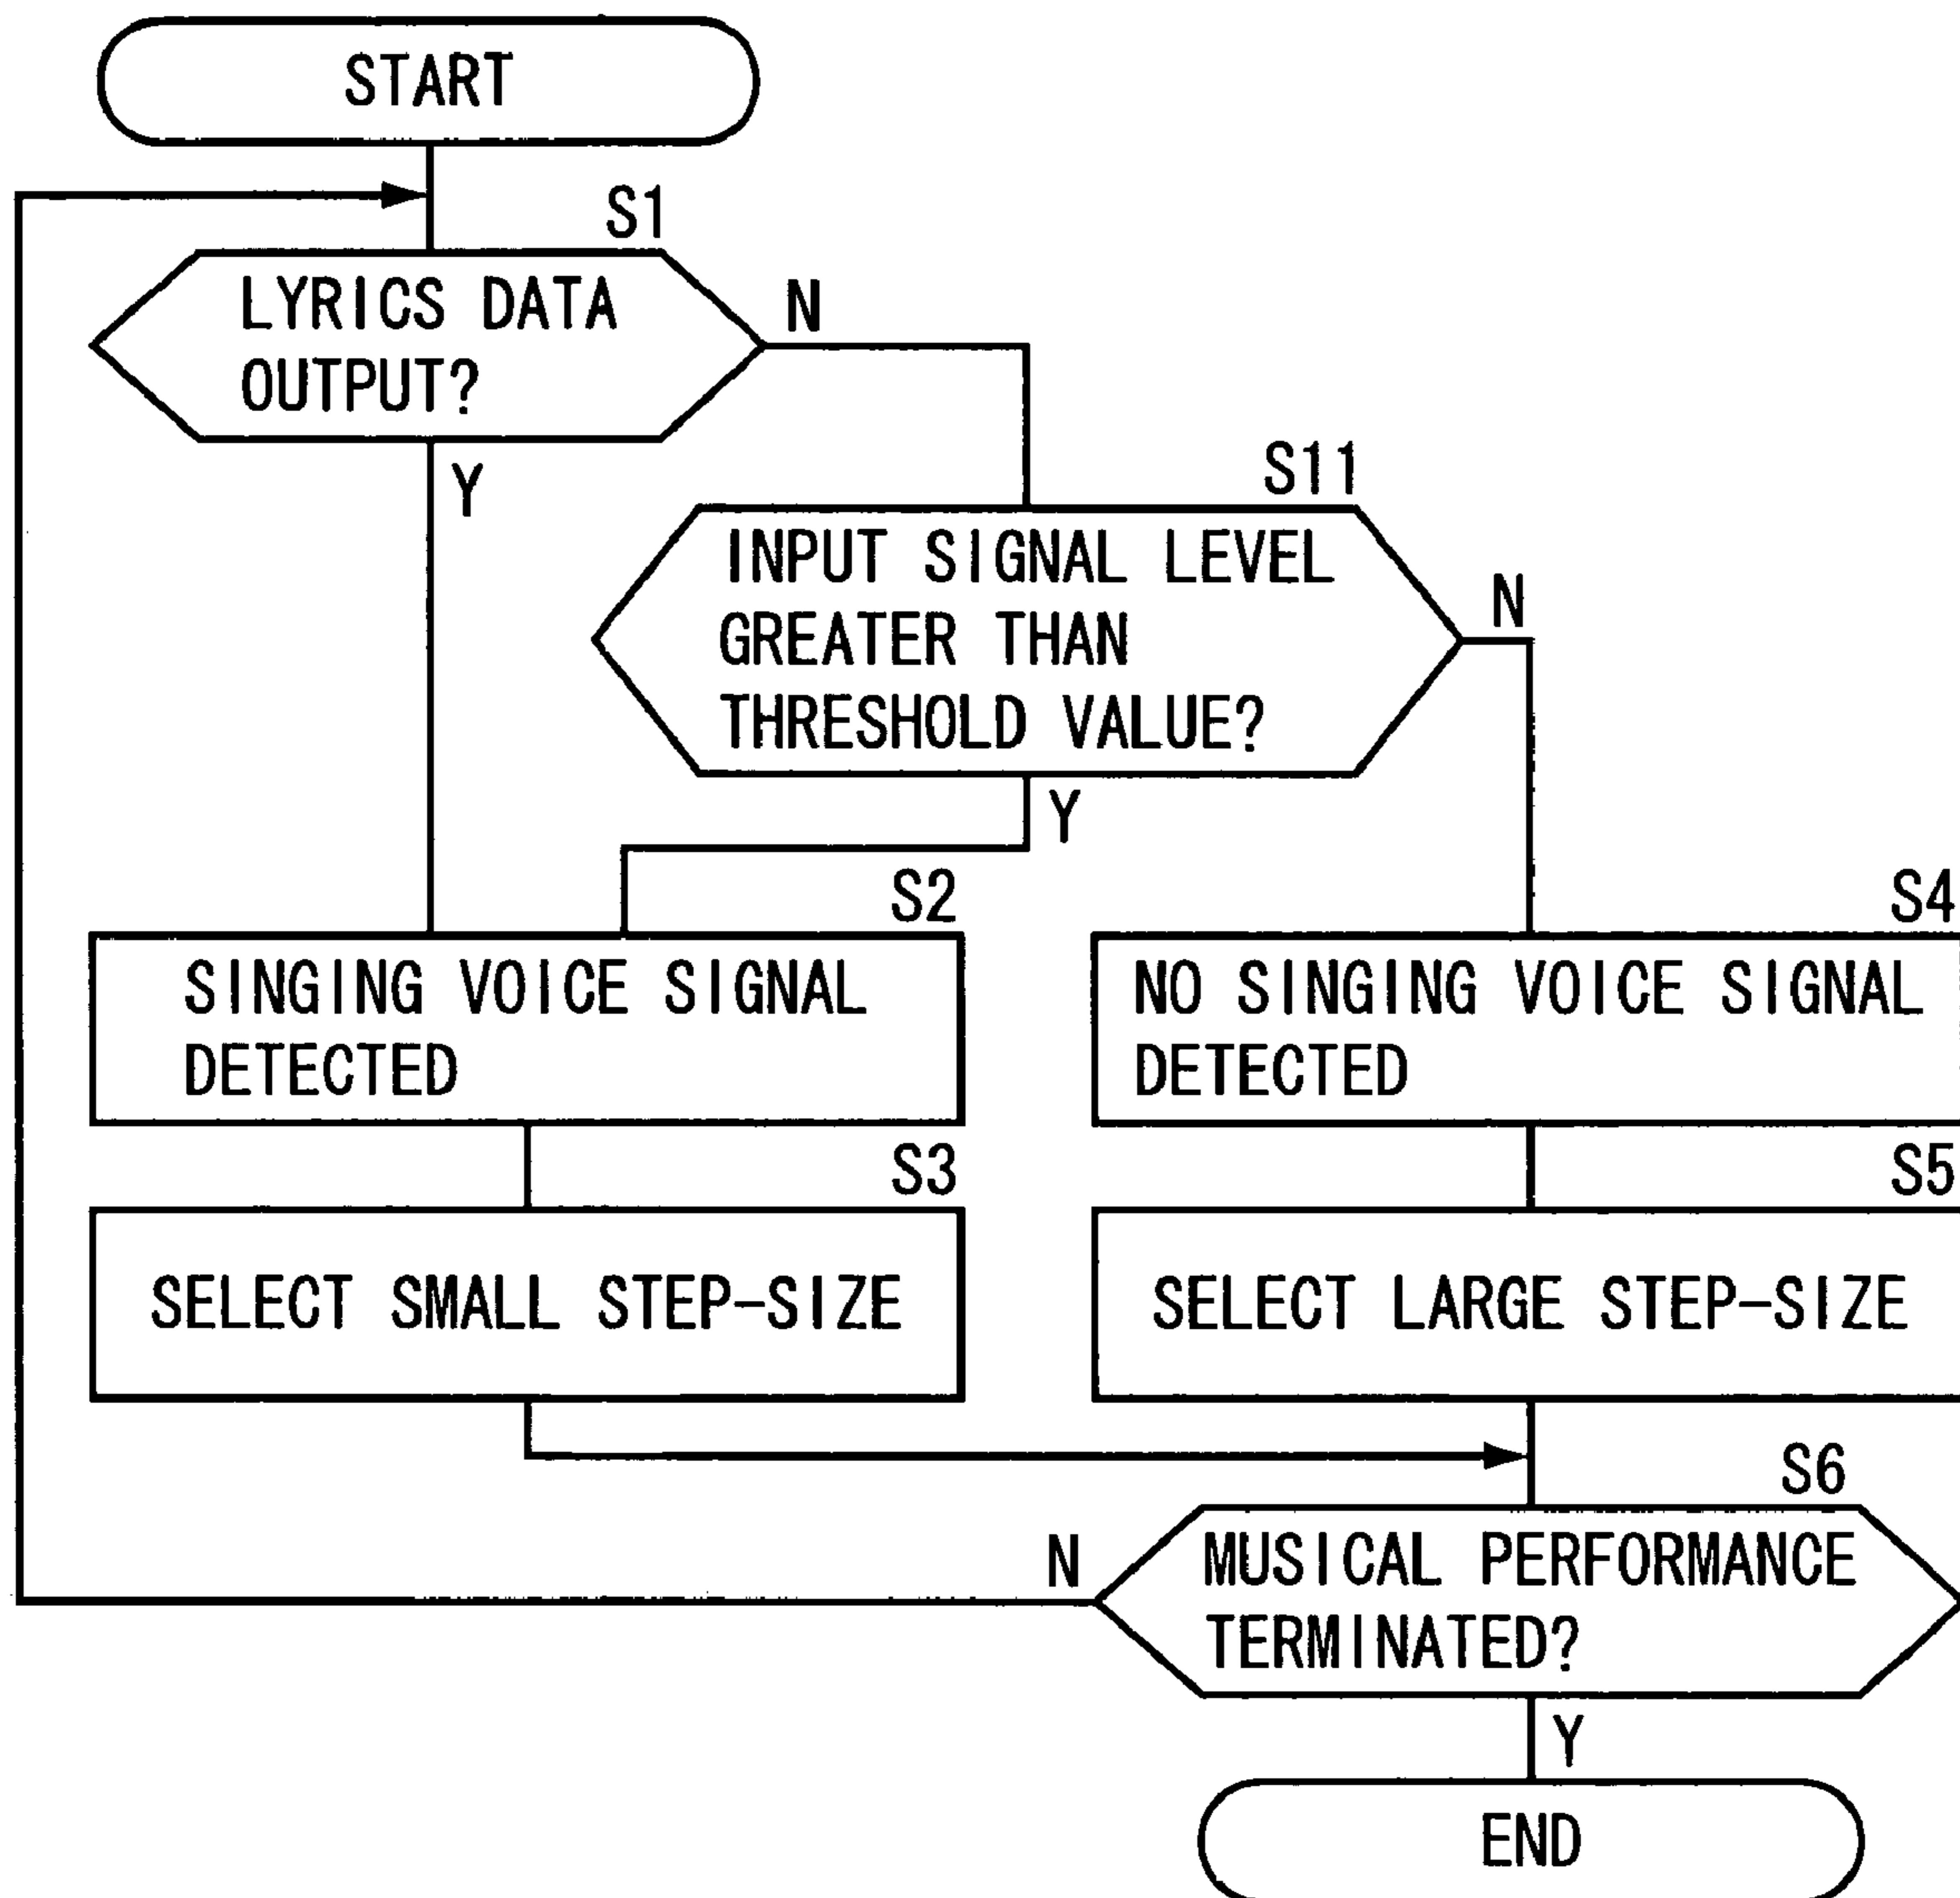 START
S1
LYRICS DATA
OUTPUT?
N
Y
S11
INPUT SIGNAL LEVEL
GREATER THAN
THRESHOLD VALUE?
N
Y
S2
SINGING VOICE SIGNAL
DETECTED
S4
NO SINGING VOICE SIGNAL
DETECTED
S3
SELECT SMALL STEP-SIZE
S5
SELECT LARGE STEP-SIZE
S6
MUSICAL PERFORMANCE
TERMINATED?
N
Y
END